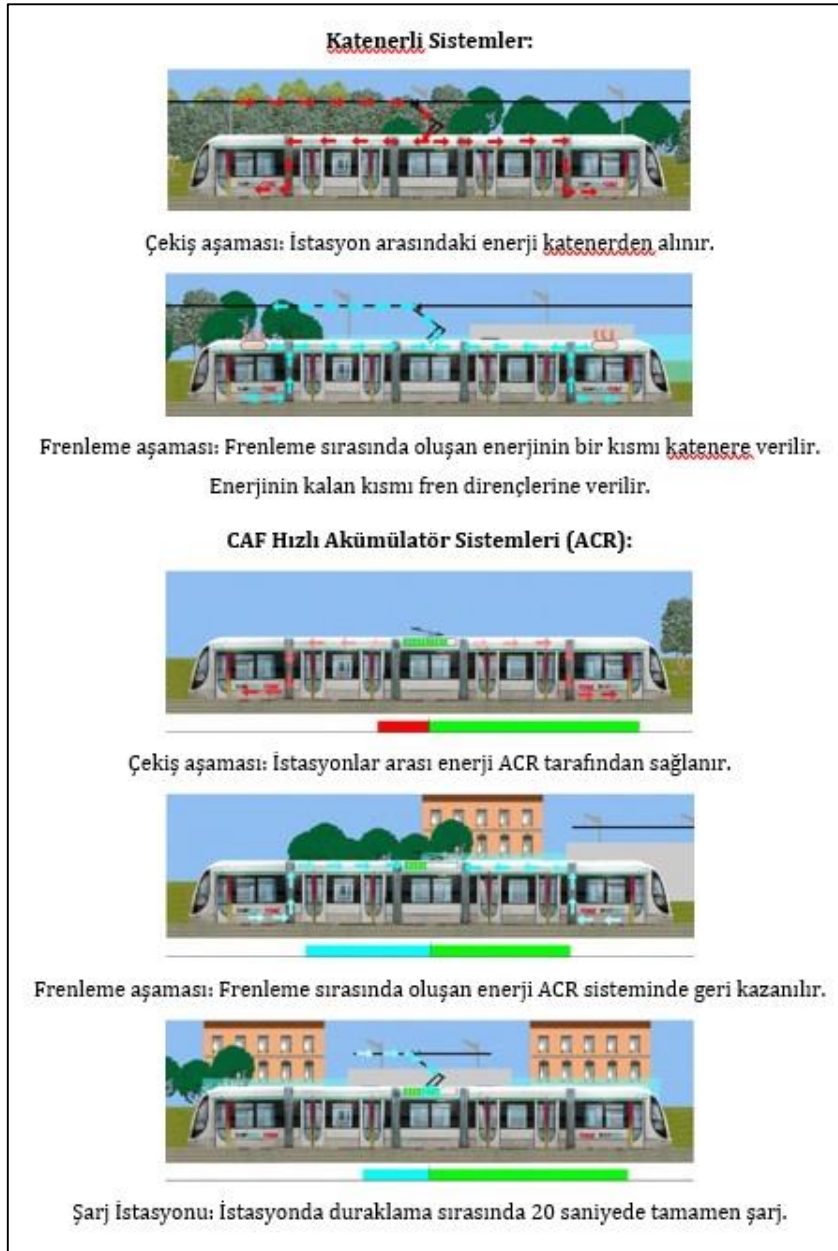 Katenerli Sistemler:
Çekiş aşaması: İstasyon arasındaki enerji katenerden alınır.
Frenleme aşaması: Frenleme sırasında oluşan enerjinin bir kısmı katenere verilir.
Enerjinin kalan kısmı fren dirençlerine verilir.
CAF Hızlı Akümülatör Sistemleri (ACR):
Çekiş aşaması: İstasyonlar arası enerji ACR tarafından sağlanır.
Frenleme aşaması: Frenleme sırasında oluşan enerji ACR sisteminde geri kazanılır.
Şarj İstasyonu: İstasyonda duraklama sırasında 20 saniyede tamamen şarj.